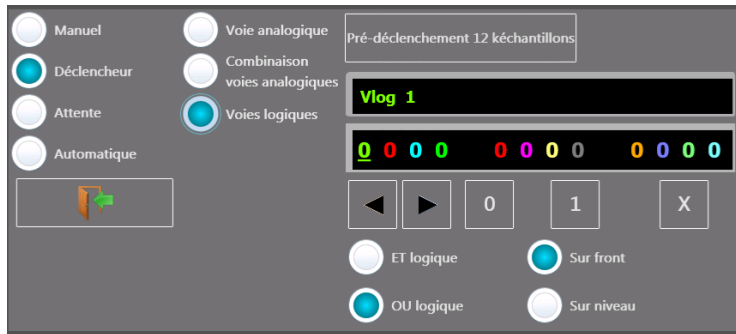 Manuel
Déclencheur
Attente
Automatique
Voie analogique
Combinaison
voies analogiques
Voies logiques
Pré-déclenchement 12 kéchantillons
Vlog 1
0 0 0 0 0 0 0 0 0 0 0 0
0 1 X
ET logique
Sur front
OU logique
Sur niveau